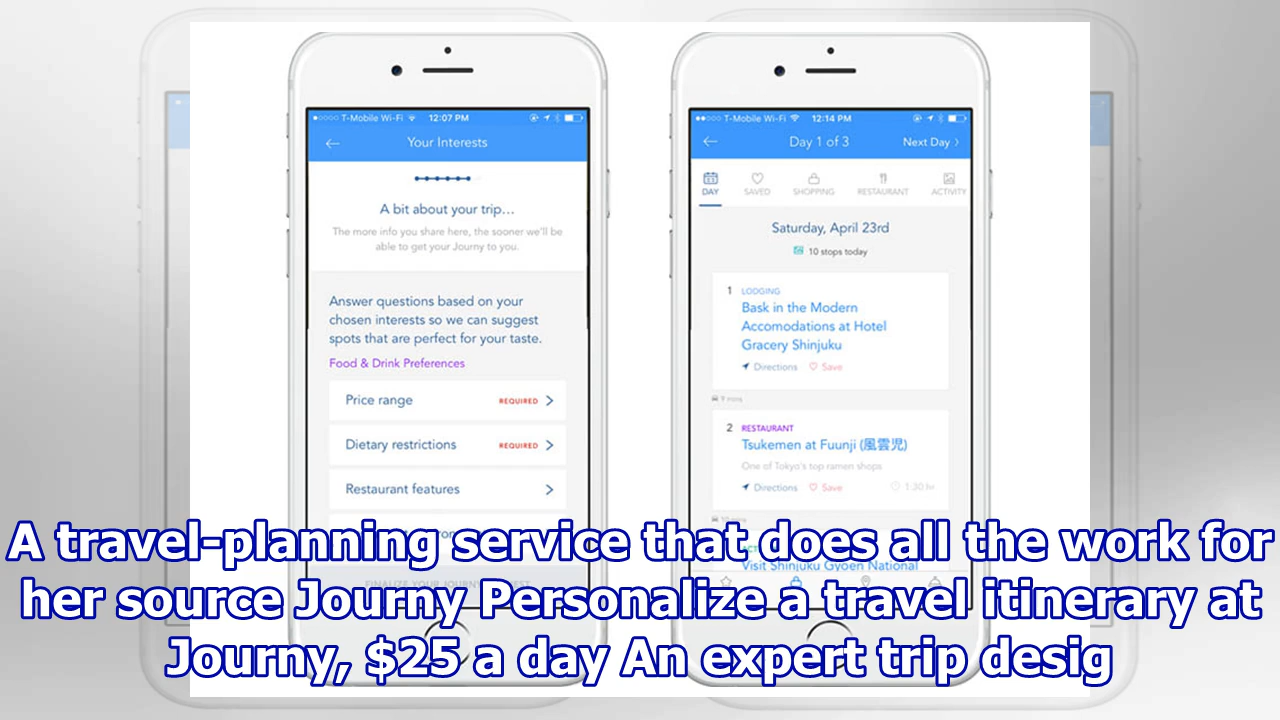 T-Mobile Wi-Fi 12:07 PM
Your Interests
A bit about your trip...
The more info you share here, the sooner we'll be
able to get your Journy to you.
Answer questions based on your
chosen interests so we can suggest
spots that are perfect for your taste.
Food & Drink Preferences
Price range REQUIRED
Dietary restrictions REQUIRED
Restaurant features
T-Mobile Wi-Fi 12:14 PM
Day 1 of 3 Next Day
DAY SAVED SHOPPING RESTAURANT ACTIVITY
Saturday, April 23rd
10 stops today
1 LODGING
Bask in the Modern
Accomodations at Hotel
Gracery Shinjuku
Directions Save
9 mins
2 RESTAURANT
Tsukemen at Fuunji (風雲児)
One of Tokyo's top ramen shops
Directions Save 1:30 hr
Visit Shinjuku Gyoen National
A travel-planning service that does all the work for
her source Journy Personalize a travel itinerary at
Journy, $25 a day An expert trip desig